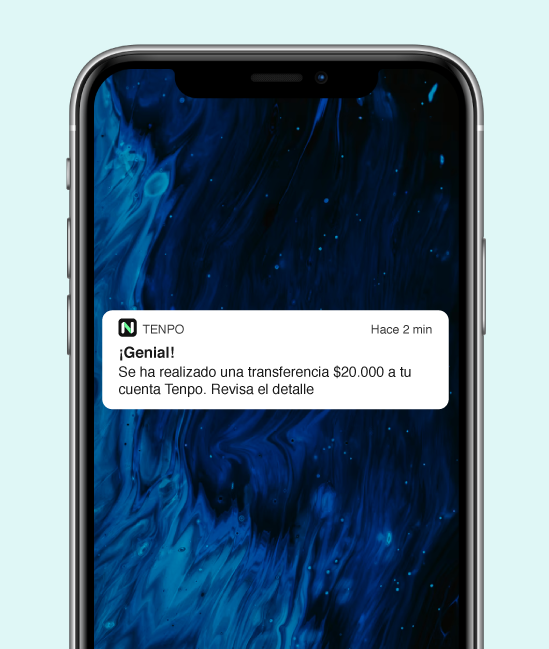 TENPO
Hace 2 min
¡Genial!
Se ha realizado una transferencia $20.000 a tu
cuenta Tenpo. Revisa el detalle